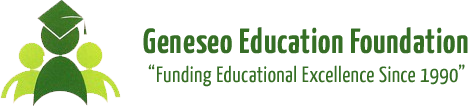 Geneseo Education Foundation
“Funding Educational Excellence Since 1990”